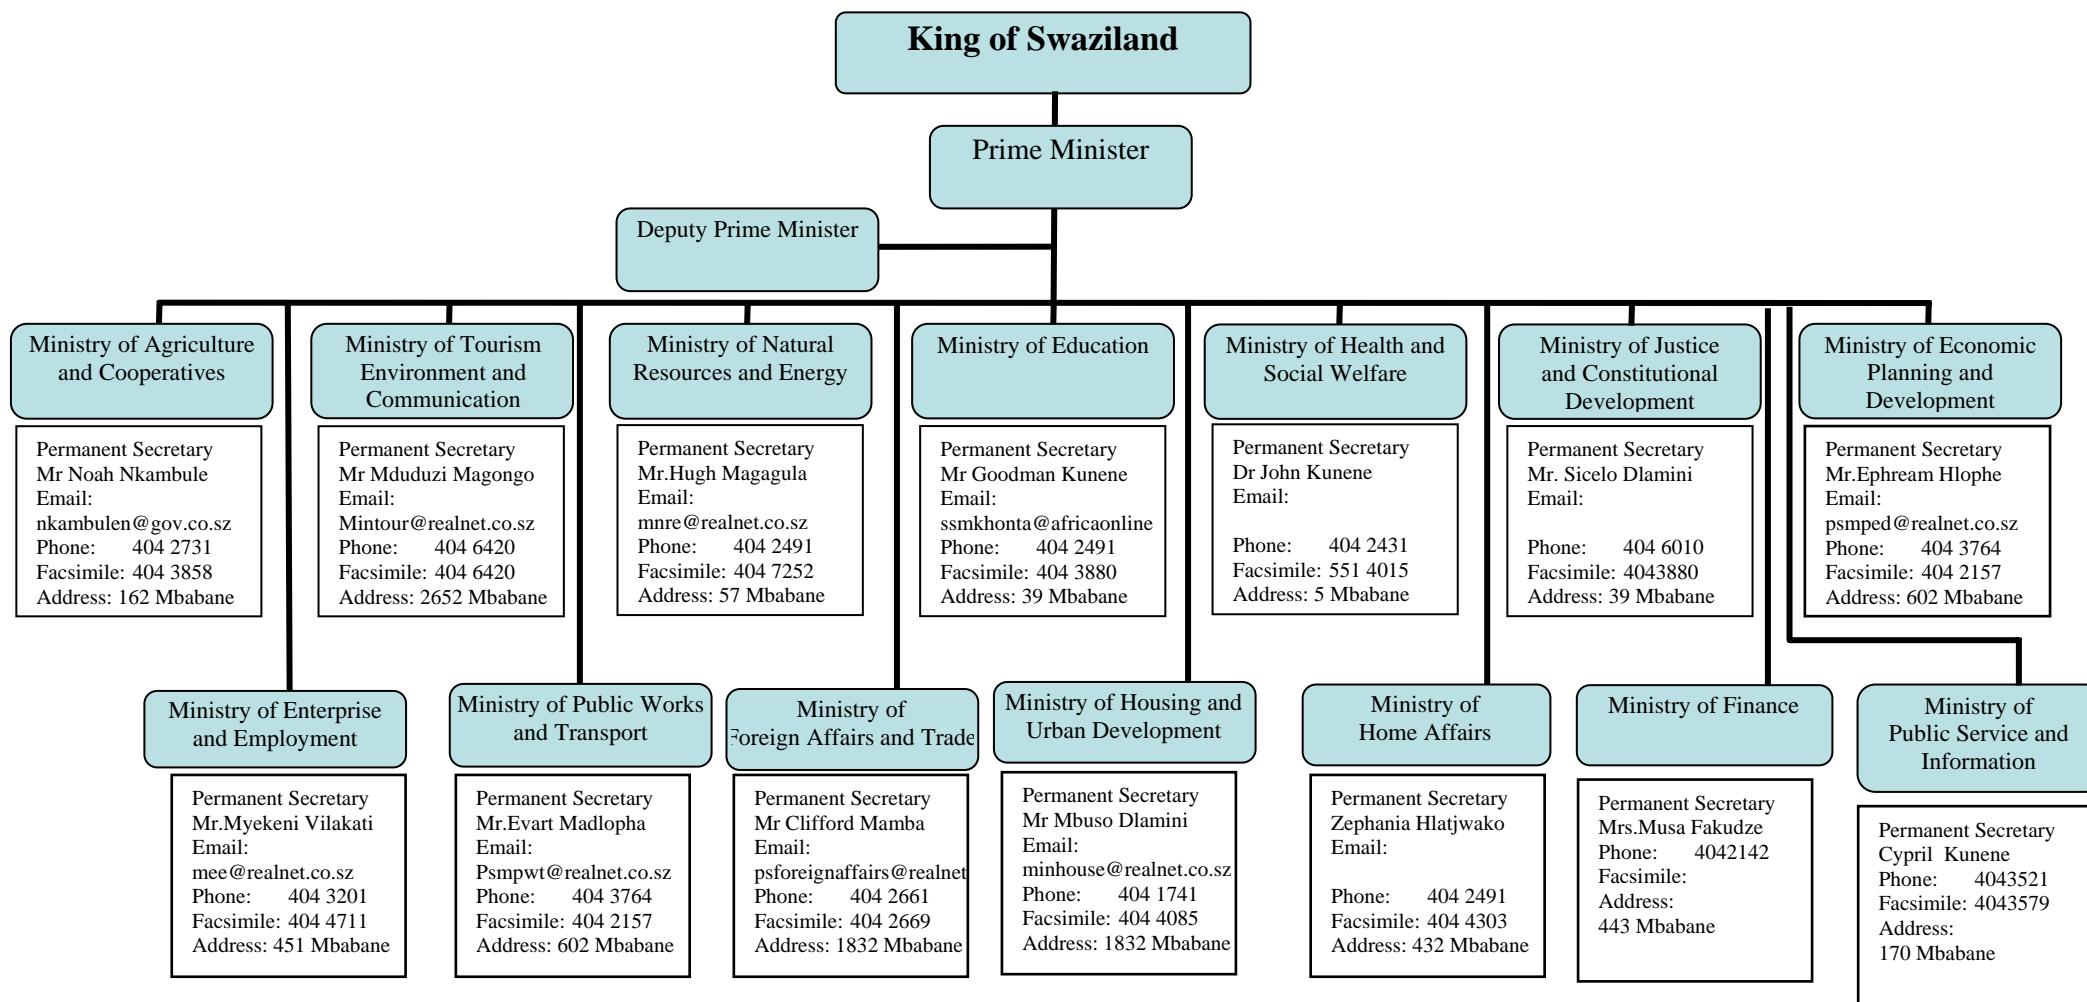 King of Swaziland
Prime Minister
Deputy Prime Minister
Ministry of Agriculture
and Cooperatives
Permanent Secretary
Mr Noah Nkambule
Email:
nkambulen@gov.co.sz
Phone: 404 2731
Facsimile: 404 3858
Address: 162 Mbabane
Ministry of Tourism
Environment and
Communication
Permanent Secretary
Mr Mduduzi Magongo
Email:
Mintour@realnet.co.sz
Phone: 404 6420
Facsimile: 404 6420
Address: 2652 Mbabane
Ministry of Natural
Resources and Energy
Permanent Secretary
Mr.Hugh Magagula
Email:
mnre@realnet.co.sz
Phone: 404 2491
Facsimile: 404 7252
Address: 57 Mbabane
Ministry of Education
Permanent Secretary
Mr Goodman Kunene
Email:
ssmkhonta@africaonline
Phone: 404 2491
Facsimile: 404 3880
Address: 39 Mbabane
Ministry of Health and
Social Welfare
Permanent Secretary
Dr John Kunene
Email:
Phone: 404 2431
Facsimile: 551 4015
Address: 5 Mbabane
Ministry of Justice
and Constitutional
Development
Permanent Secretary
Mr. Sicelo Dlamini
Email:
Phone: 404 6010
Facsimile: 4043880
Address: 39 Mbabane
Ministry of Economic
Planning and
Development
Permanent Secretary
Mr.Ephream Hlophe
Email:
psmped@realnet.co.sz
Phone: 404 3764
Facsimile: 404 2157
Address: 602 Mbabane
Ministry of Enterprise
and Employment
Permanent Secretary
Mr.Myekeni Vilakati
Email:
mee@realnet.co.sz
Phone: 404 3201
Facsimile: 404 4711
Address: 451 Mbabane
Ministry of Public Works
and Transport
Permanent Secretary
Mr.Evart Madlopha
Email:
Psmpwt@realnet.co.sz
Phone: 404 3764
Facsimile: 404 2157
Address: 602 Mbabane
Ministry of
Foreign Affairs and Trade
Permanent Secretary
Mr Clifford Mamba
Email:
psforeignaffairs@realnet
Phone: 404 2661
Facsimile: 404 2669
Address: 1832 Mbabane
Ministry of Housing and
Urban Development
Permanent Secretary
Mr Mbuso Dlamini
Email:
minhouse@realnet.co.sz
Phone: 404 1741
Facsimile: 404 4085
Address: 1832 Mbabane
Ministry of
Home Affairs
Permanent Secretary
Zephania Hlatjwako
Email:
Phone: 404 2491
Facsimile: 404 4303
Address: 432 Mbabane
Ministry of Finance
Permanent Secretary
Mrs.Musa Fakudze
Phone: 4042142
Facsimile:
Address:
443 Mbabane
Ministry of
Public Service and
Information
Permanent Secretary
Cypril Kunene
Phone: 4043521
Facsimile: 4043579
Address:
170 Mbabane